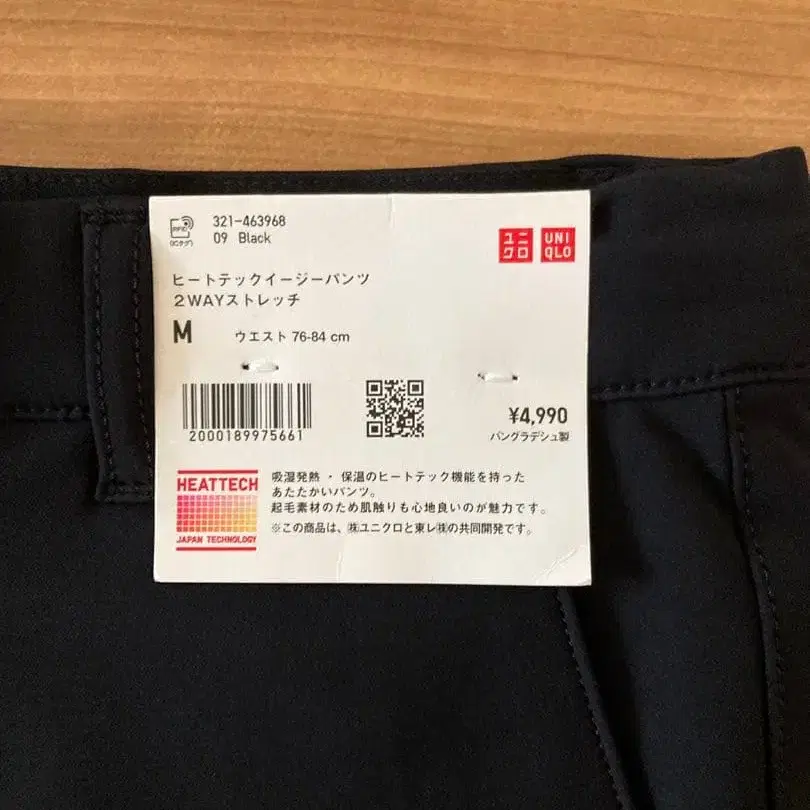 RFID
(ICタグ)
321-463968
09 Black
ユニ
クロ
UNI
QLO
ヒートテックイージーパンツ
2WAYストレッチ
M ウエスト 76-84 cm
2000189975661
¥4,990
バングラデシュ製
HEATTECH
JAPAN TECHNOLOGY
吸湿発熱・保温のヒートテック機能を持った
あたたかいパンツ。
起毛素材のため肌触りも心地良いのが魅力です。
※この商品は、㈱ユニクロと東レ㈱の共同開発です。